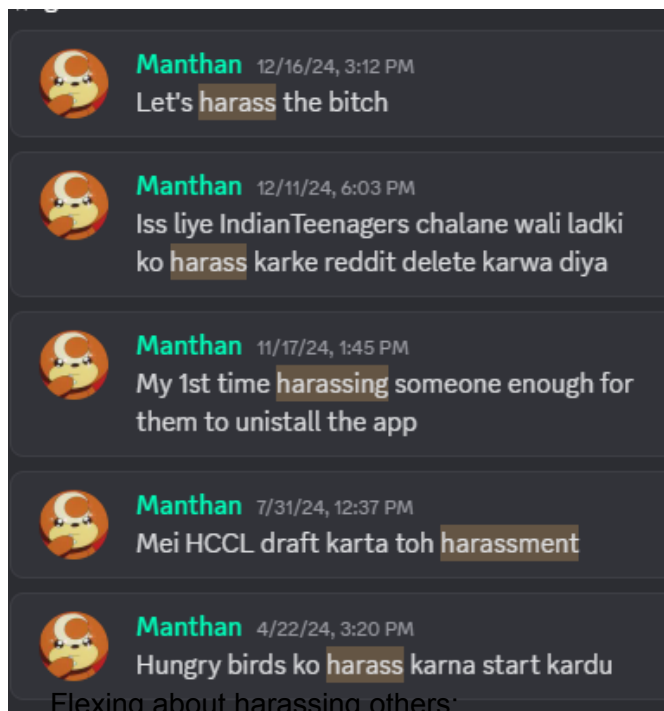 Manthan 12/16/24, 3:12 PM
Let's harass the bitch
Manthan 12/11/24, 6:03 PM
Iss liye IndianTeenagers chalane wali ladki
ko harass karke reddit delete karwa diya
Manthan 11/17/24, 1:45 PM
My 1st time harassing someone enough for
them to unistall the app
Manthan 7/31/24, 12:37 PM
Mei HCCL draft karta toh harassment
Manthan 4/22/24, 3:20 PM
Hungry birds ko harass karna start kardu
Flexing about harassing others: